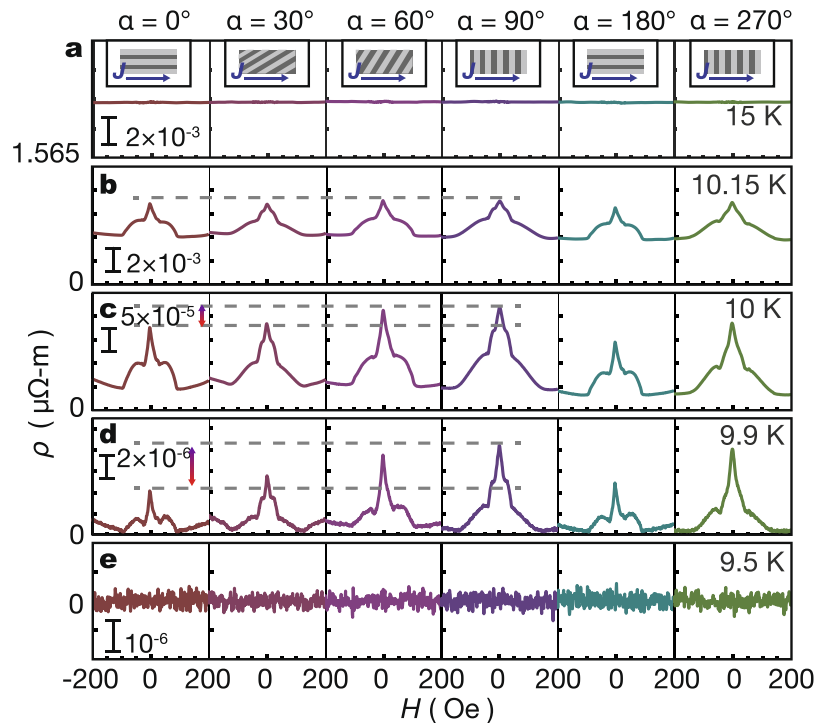 α = 0° α = 30° α = 60° α = 90° α = 180° α = 270°
a
J J J J J J
2×10⁻³
15 K
1.565
b
10.15 K
2×10⁻³
0
c
5×10⁻⁵
10 K
0
d
2×10⁻⁶
9.9 K
0
e
9.5 K
0
10⁻⁶
ρ ( μΩ-m)
-200 0 200 0 200 0 200 0 200 0 200 0 200
H ( Oe )